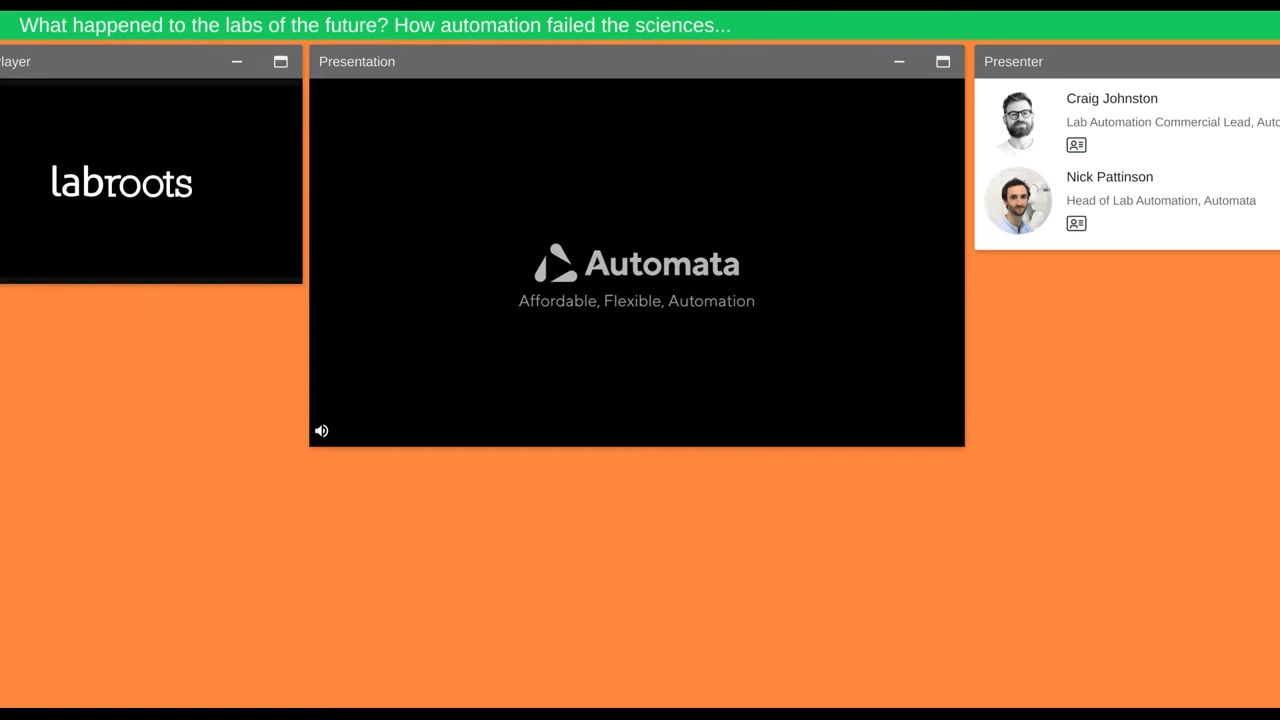 What happened to the labs of the future? How automation failed the sciences...
layer
Presentation
Presenter
labroots
Automata
Affordable, Flexible, Automation
Craig Johnston
Lab Automation Commercial Lead, Auto
Nick Pattinson
Head of Lab Automation, Automata